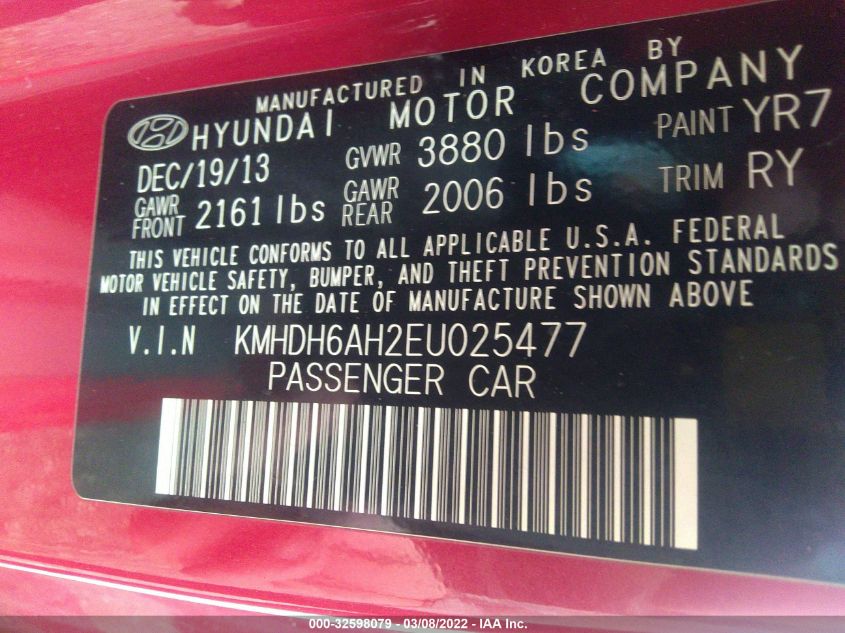 MANUFACTURED IN KOREA BY
HYUNDAI MOTOR COMPANY
DEC/19/13 GVWR 3880 lbs PAINT YR7
GAWR FRONT 2161 lbs GAWR REAR 2006 lbs TRIM RY
THIS VEHICLE CONFORMS TO ALL APPLICABLE U.S.A. FEDERAL
MOTOR VEHICLE SAFETY, BUMPER, AND THEFT PREVENTION STANDARDS
IN EFFECT ON THE DATE OF MANUFACTURE SHOWN ABOVE
V.I.N KMHDH6AH2EU025477
PASSENGER CAR
000-32598079 - 03/08/2022 - IAA Inc.